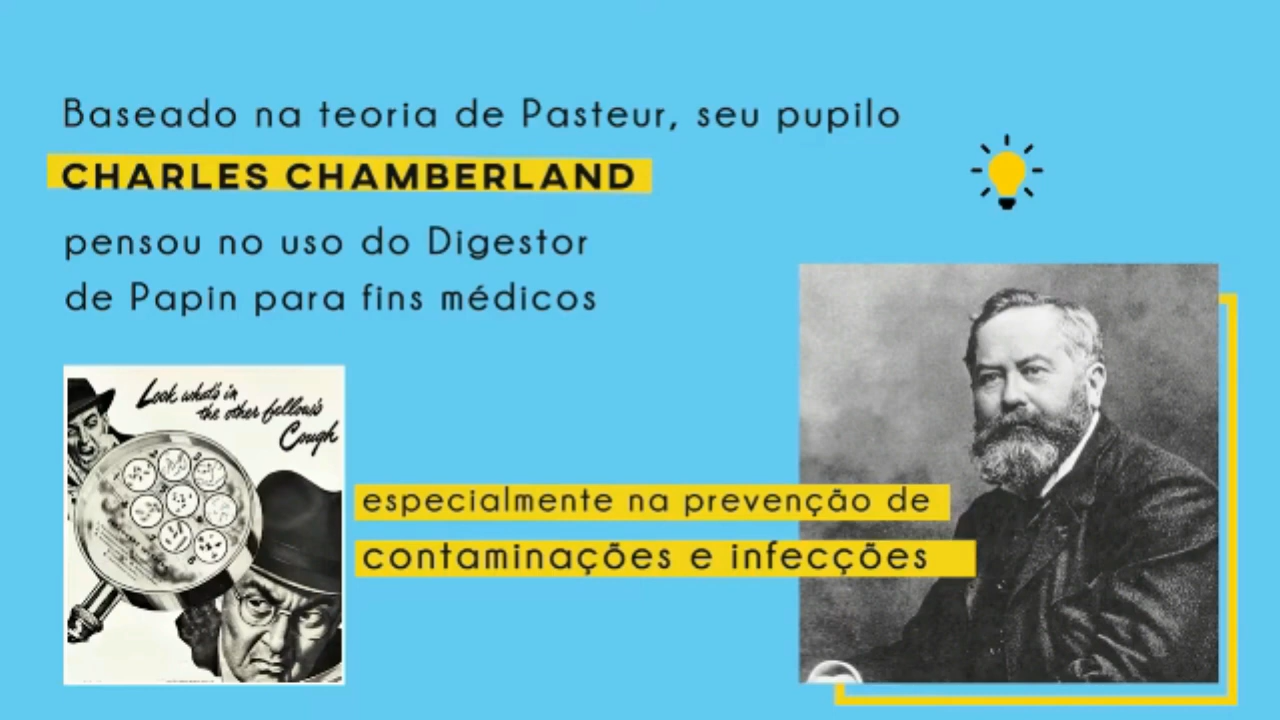 Baseado na teoria de Pasteur, seu pupilo
CHARLES CHAMBERLAND
pensou no uso do Digestor
de Papin para fins médicos
Look what's in
the other fellow's
Cough
especialmente na prevenção de
contaminações e infecções